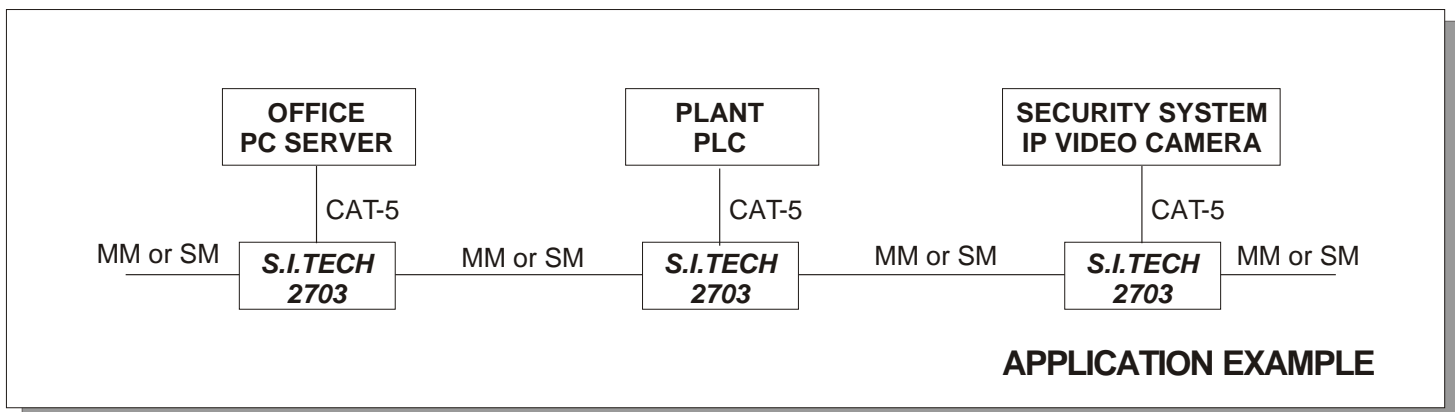 OFFICE
PC SERVER
PLANT
PLC
SECURITY SYSTEM
IP VIDEO CAMERA
CAT-5
CAT-5
CAT-5
MM or SM
S.I.TECH
2703
MM or SM
S.I.TECH
2703
MM or SM
S.I.TECH
2703
MM or SM
APPLICATION EXAMPLE